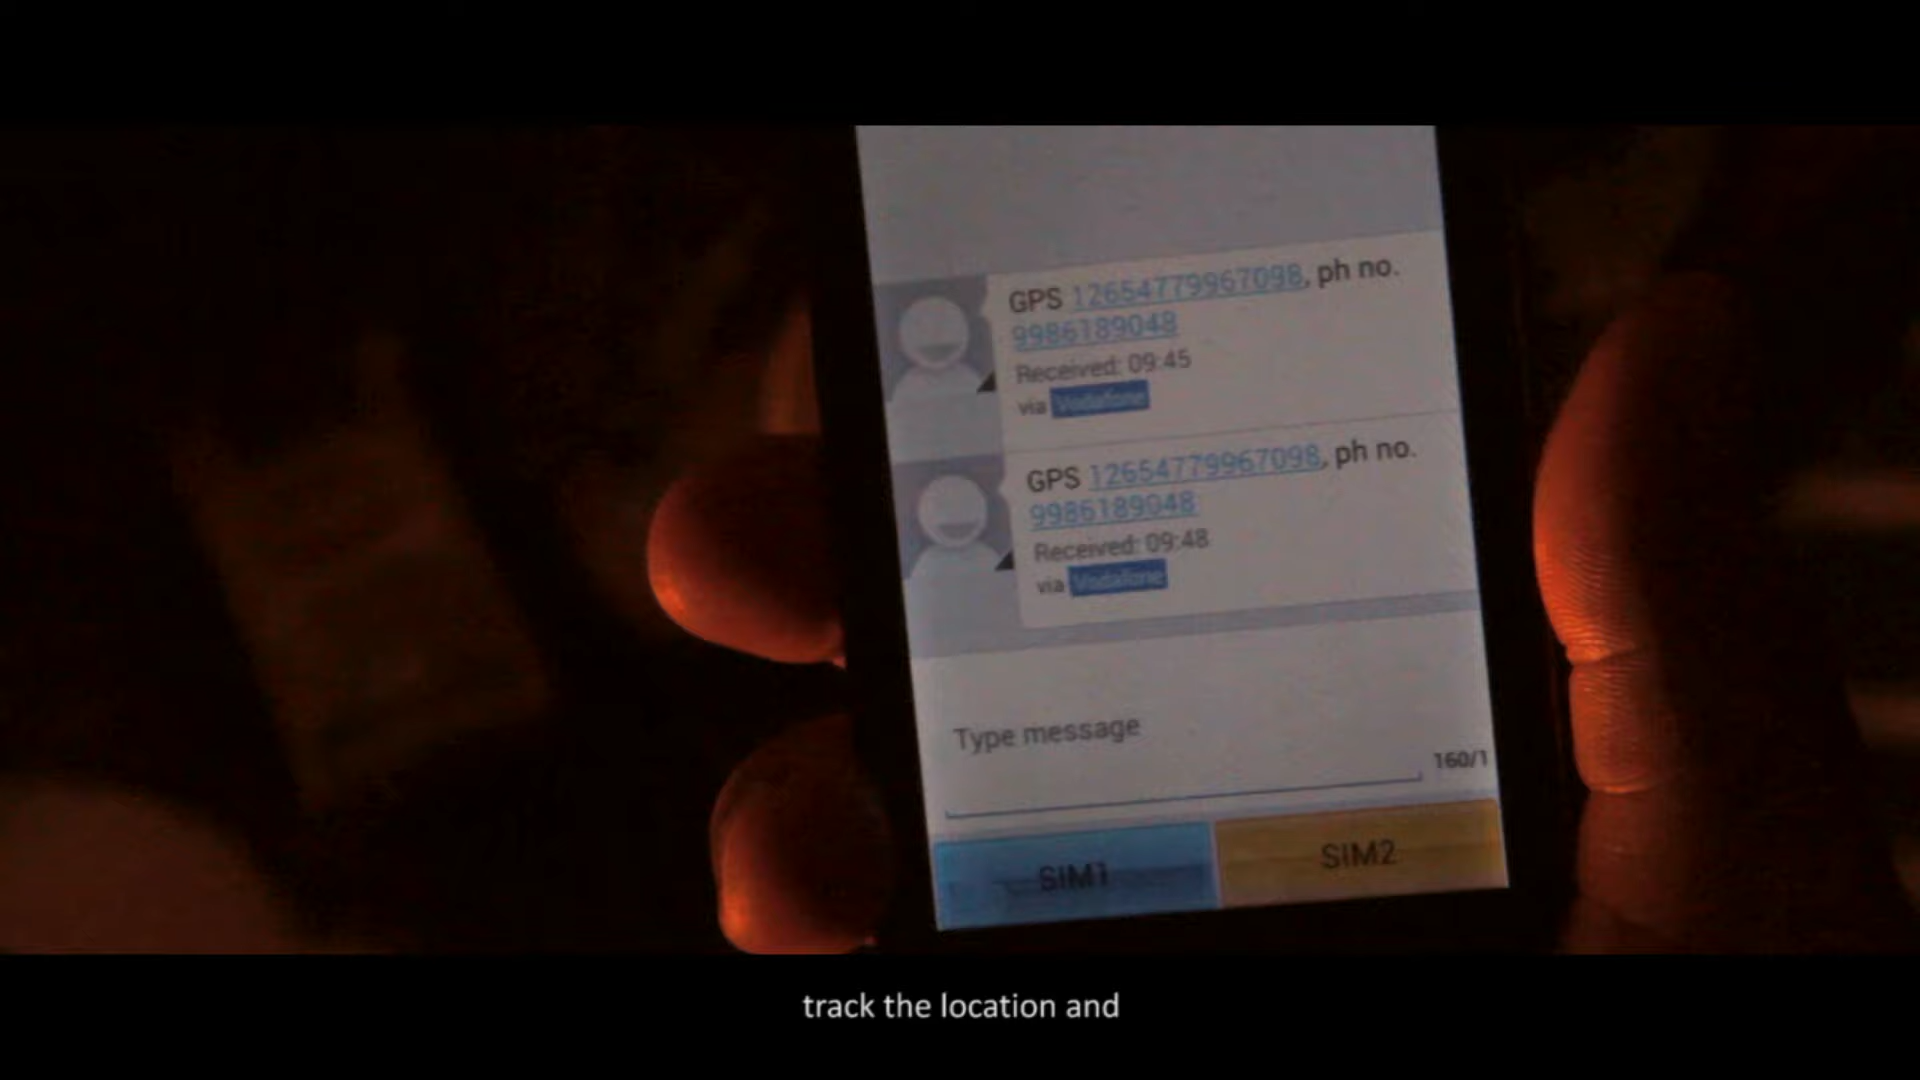 GPS 12654779967098, ph no.
9986189048
Received: 09:45
via Vodafone
GPS 12654779967098, ph no.
9986189048
Received: 09:48
via Vodafone
Type message
160/1
SIM1
SIM2
track the location and